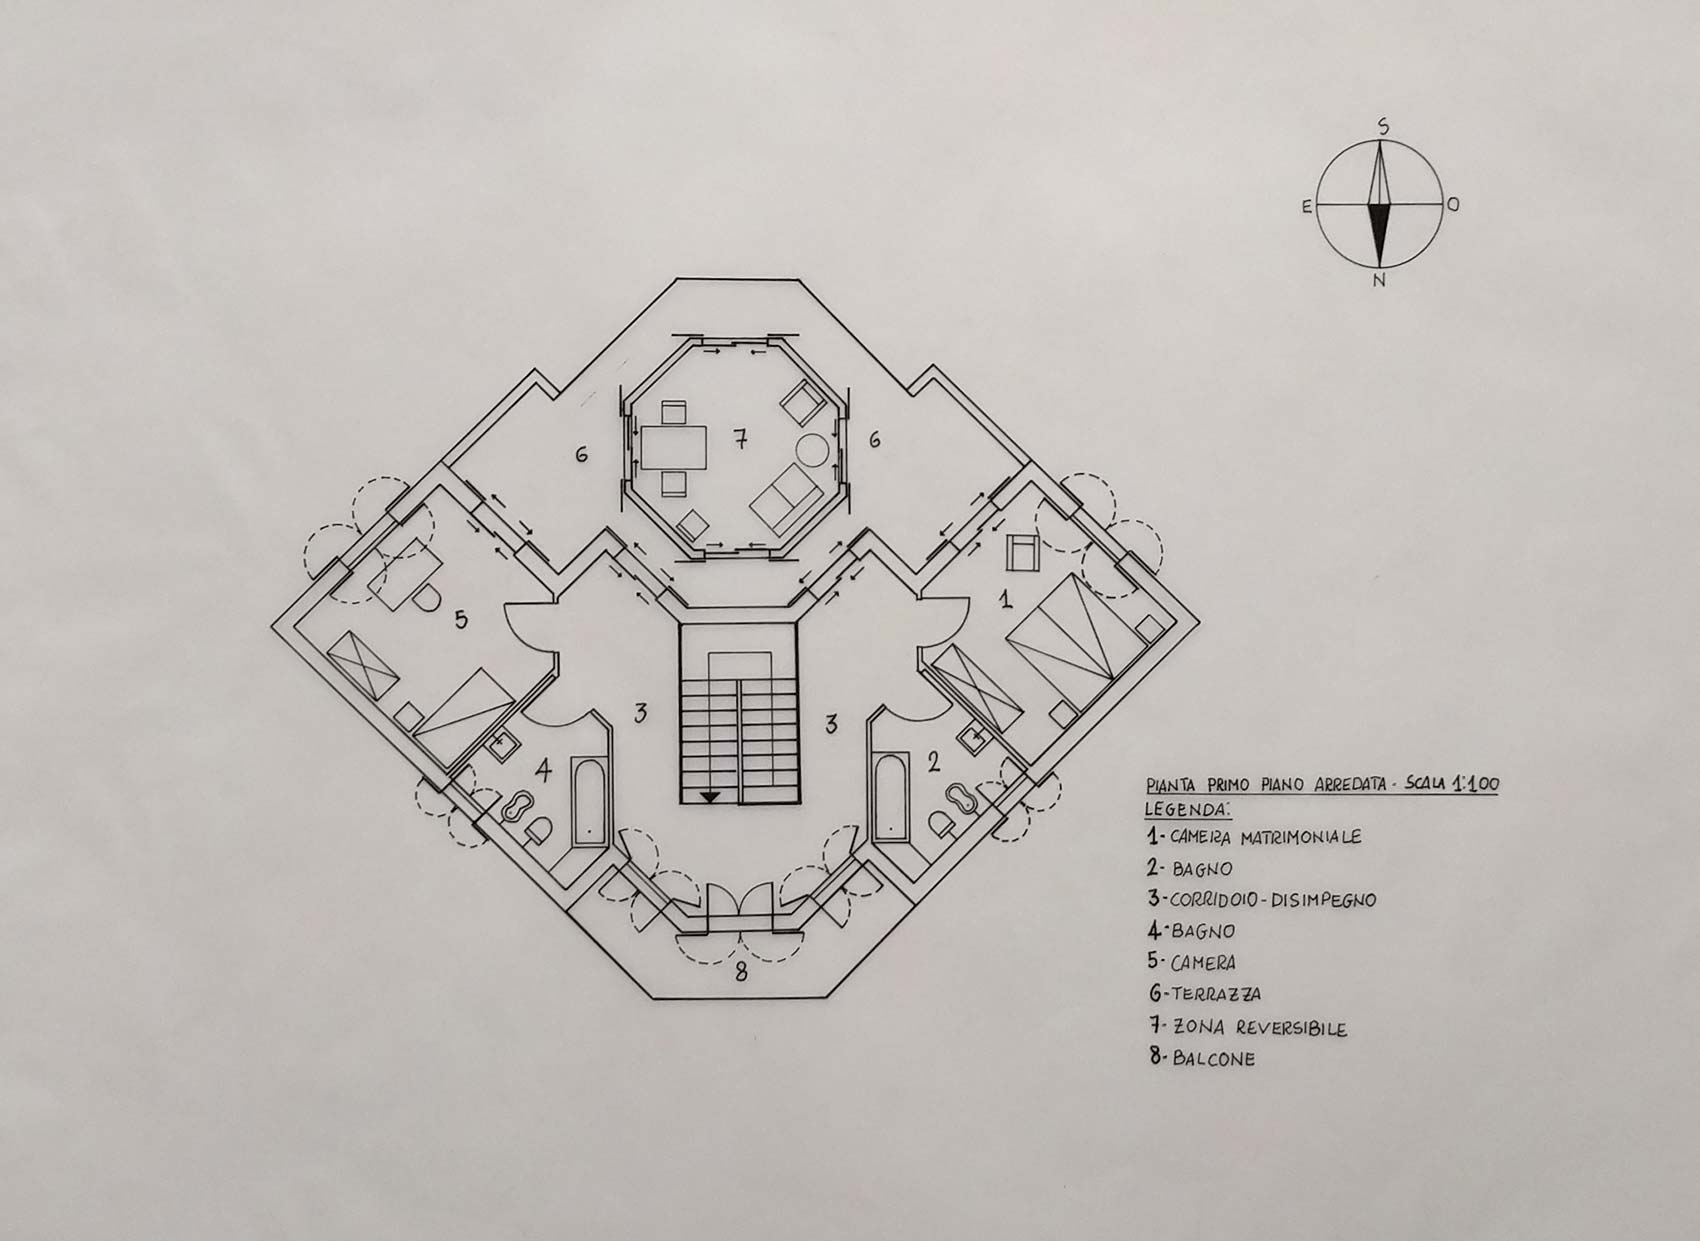 S
E
O
N
7
6
6
1
5
3
3
2
4
8
PIANTA PRIMO PIANO ARREDATA - SCALA 1:100
LEGENDA:
1- CAMERA MATRIMONIALE
2- BAGNO
3-CORRIDOIO-DISIMPEGNO
4-BAGNO
5- CAMERA
6-TERRAZZA
7- ZONA REVERSIBILE
8-BALCONE